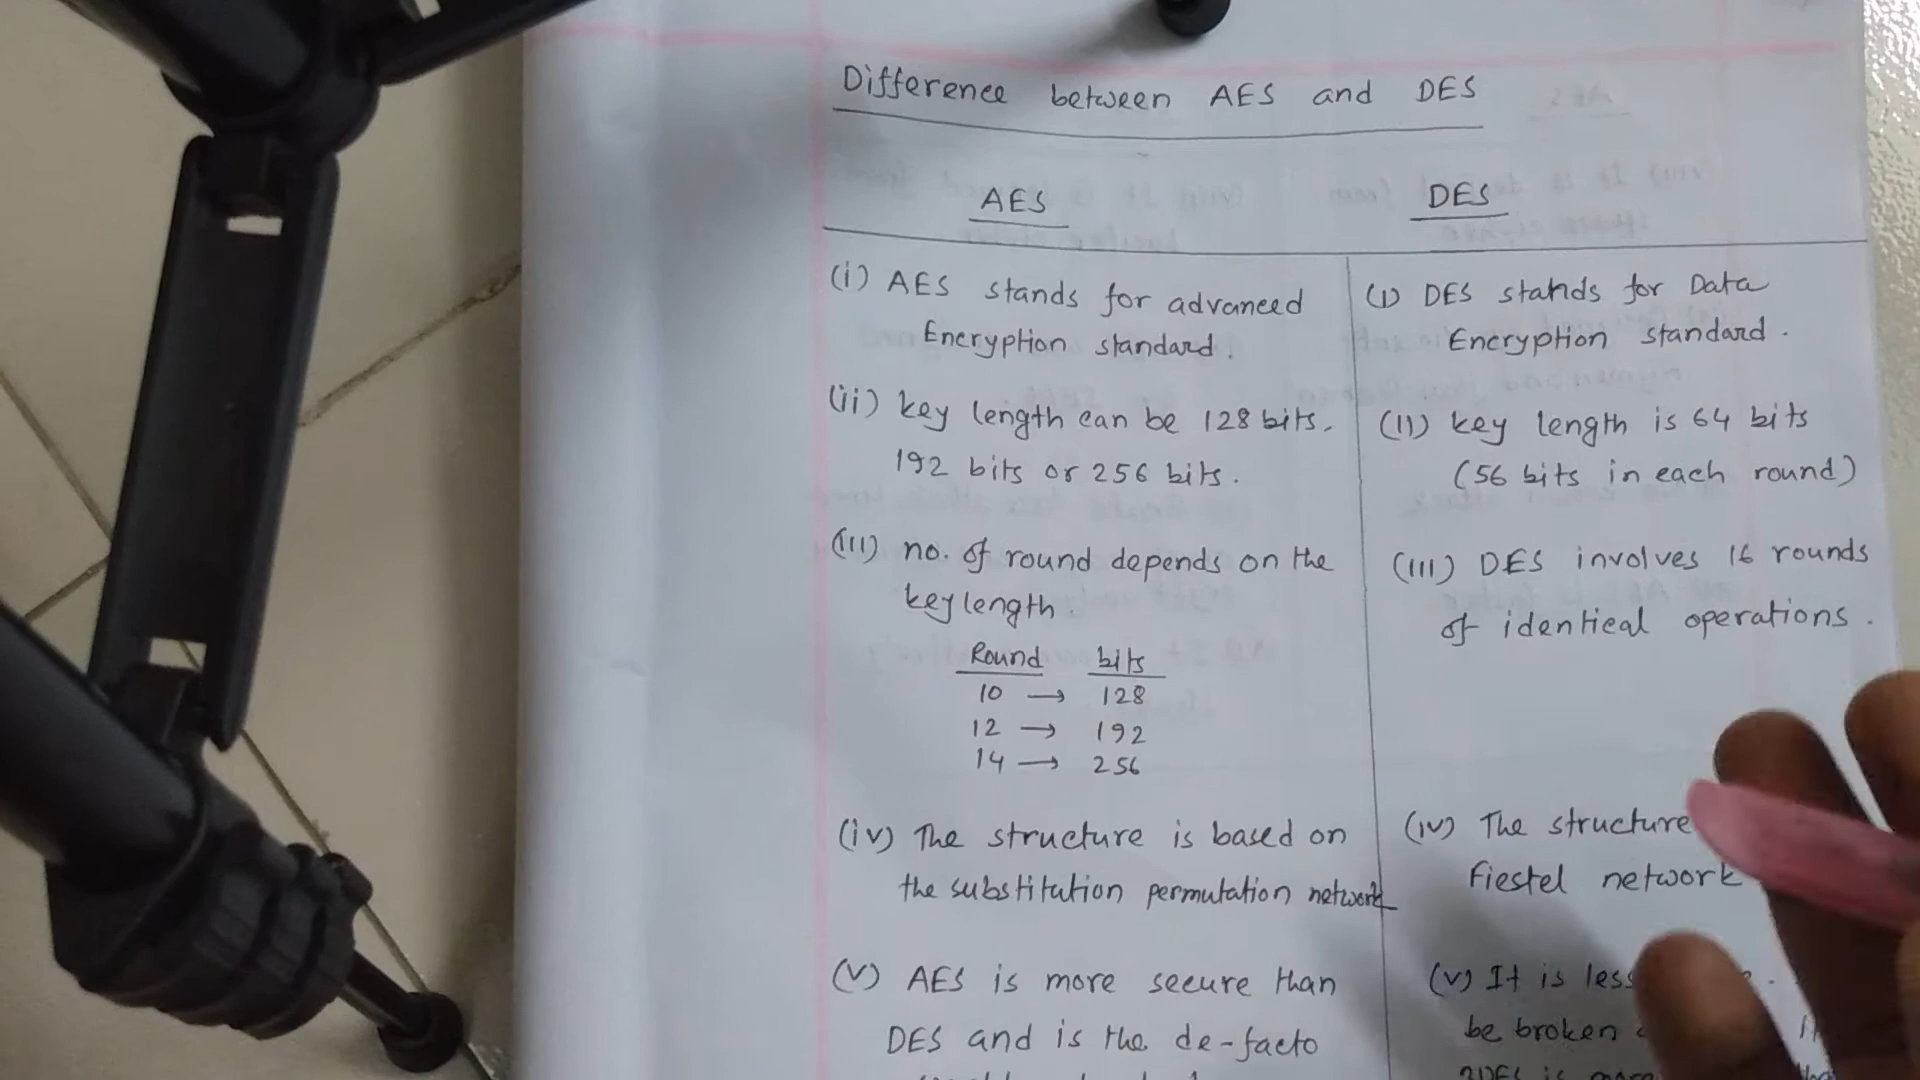 Difference between AES and DES
AES
(i) AES stands for advanced
Encryption standard.
(ii) key length can be 128 bits,
192 bits or 256 bits.
(III) no. of round depends on the
key length.
Round bits
10 → 128
12 → 192
14 → 256
(iv) The structure is based on
the substitution permutation network
(V) AES is more secure than
DES and is the de-facto
DES
(I) DES stands for Data
Encryption standard.
(II) key length is 64 bits
(56 bits in each round)
(III) DES involves 16 rounds
of identical operations.
(IV) The structure
Fiestel network
(V) It is less
be broken